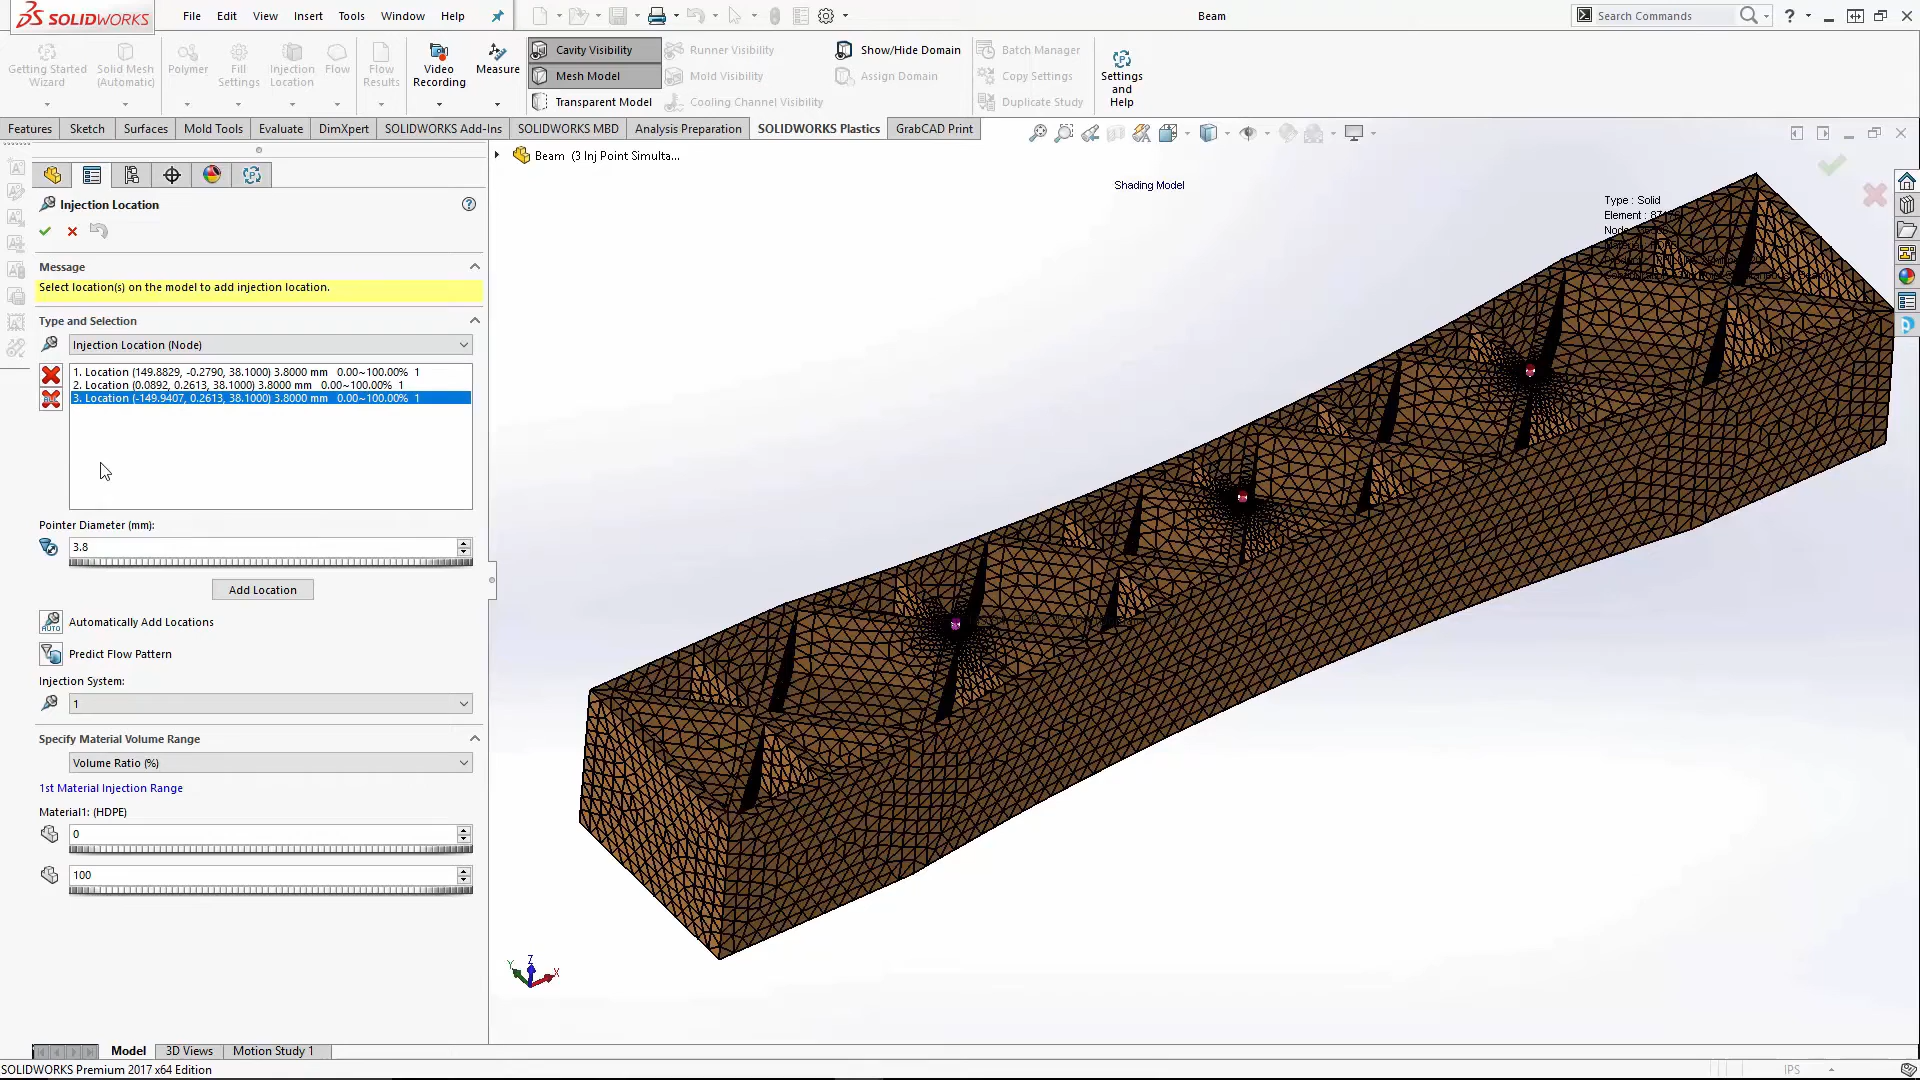 SOLIDWORKS
File Edit View Insert Tools Window Help
Beam
Search Commands
Getting Started Wizard
Solid Mesh (Automatic)
Polymer
Fill Settings
Injection Location
Flow
Flow Results
Video Recording
Measure
Cavity Visibility
Mesh Model
Transparent Model
Runner Visibility
Mold Visibility
Cooling Channel Visibility
Show/Hide Domain
Assign Domain
Batch Manager
Copy Settings
Duplicate Study
Settings and Help
Features Sketch Surfaces Mold Tools Evaluate DimXpert SOLIDWORKS Add-Ins SOLIDWORKS MBD Analysis Preparation SOLIDWORKS Plastics GrabCAD Print
Beam (3 Inj Point Simulta...
Shading Model
Type : Solid
Element :
Injection Location
Message
Select location(s) on the model to add injection location.
Type and Selection
Injection Location (Node)
1. Location (149.8829, -0.2790, 38.1000) 3.8000 mm 0.00~100.00% 1
2. Location (0.0892, 0.2613, 38.1000) 3.8000 mm 0.00~100.00% 1
3. Location (-149.9407, 0.2613, 38.1000) 3.8000 mm 0.00~100.00% 1
Pointer Diameter (mm):
3.8
Add Location
AUTO
Automatically Add Locations
Predict Flow Pattern
Injection System:
1
Specify Material Volume Range
Volume Ratio (%)
1st Material Injection Range
Material1: (HDPE)
0
100
Z
Y
X
Model 3D Views Motion Study 1
SOLIDWORKS Premium 2017 x64 Edition
IPS